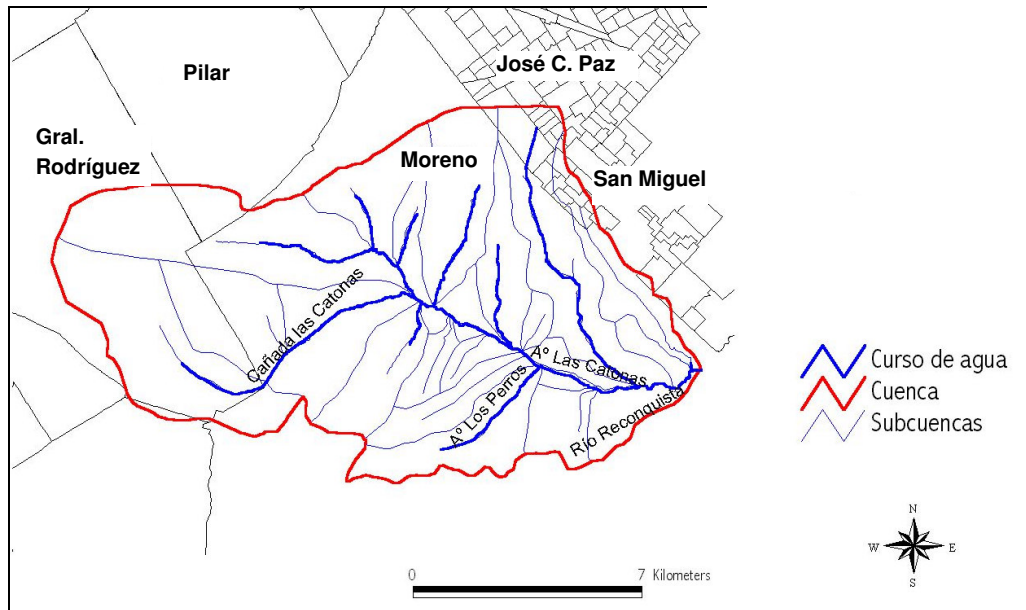 José C. Paz
Pilar
Gral.
Rodríguez
Moreno
San Miguel
Cañada las Catonas
Aº Las Catonas
Aº Los Perros
Río Reconquista
Curso de agua
Cuenca
Subcuencas
N
W
E
S
0
7 Kilometers